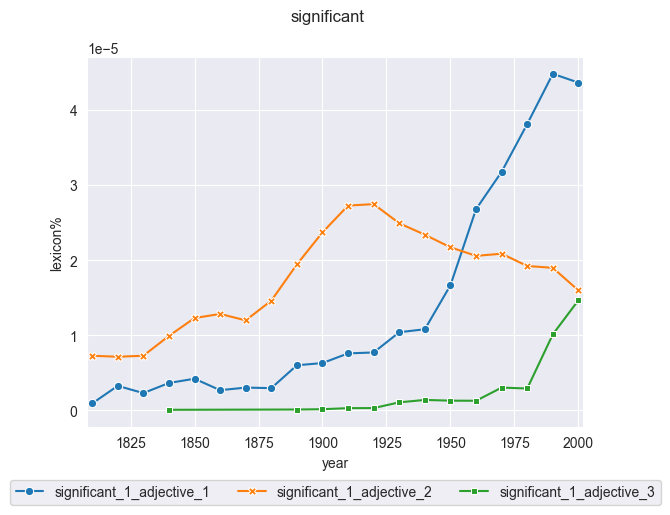 significant
1e−5
4
3
2
1
0
lexicon%
1825 1850 1875 1900 1925 1950 1975 2000
year
significant_1_adjective_1 significant_1_adjective_2 significant_1_adjective_3